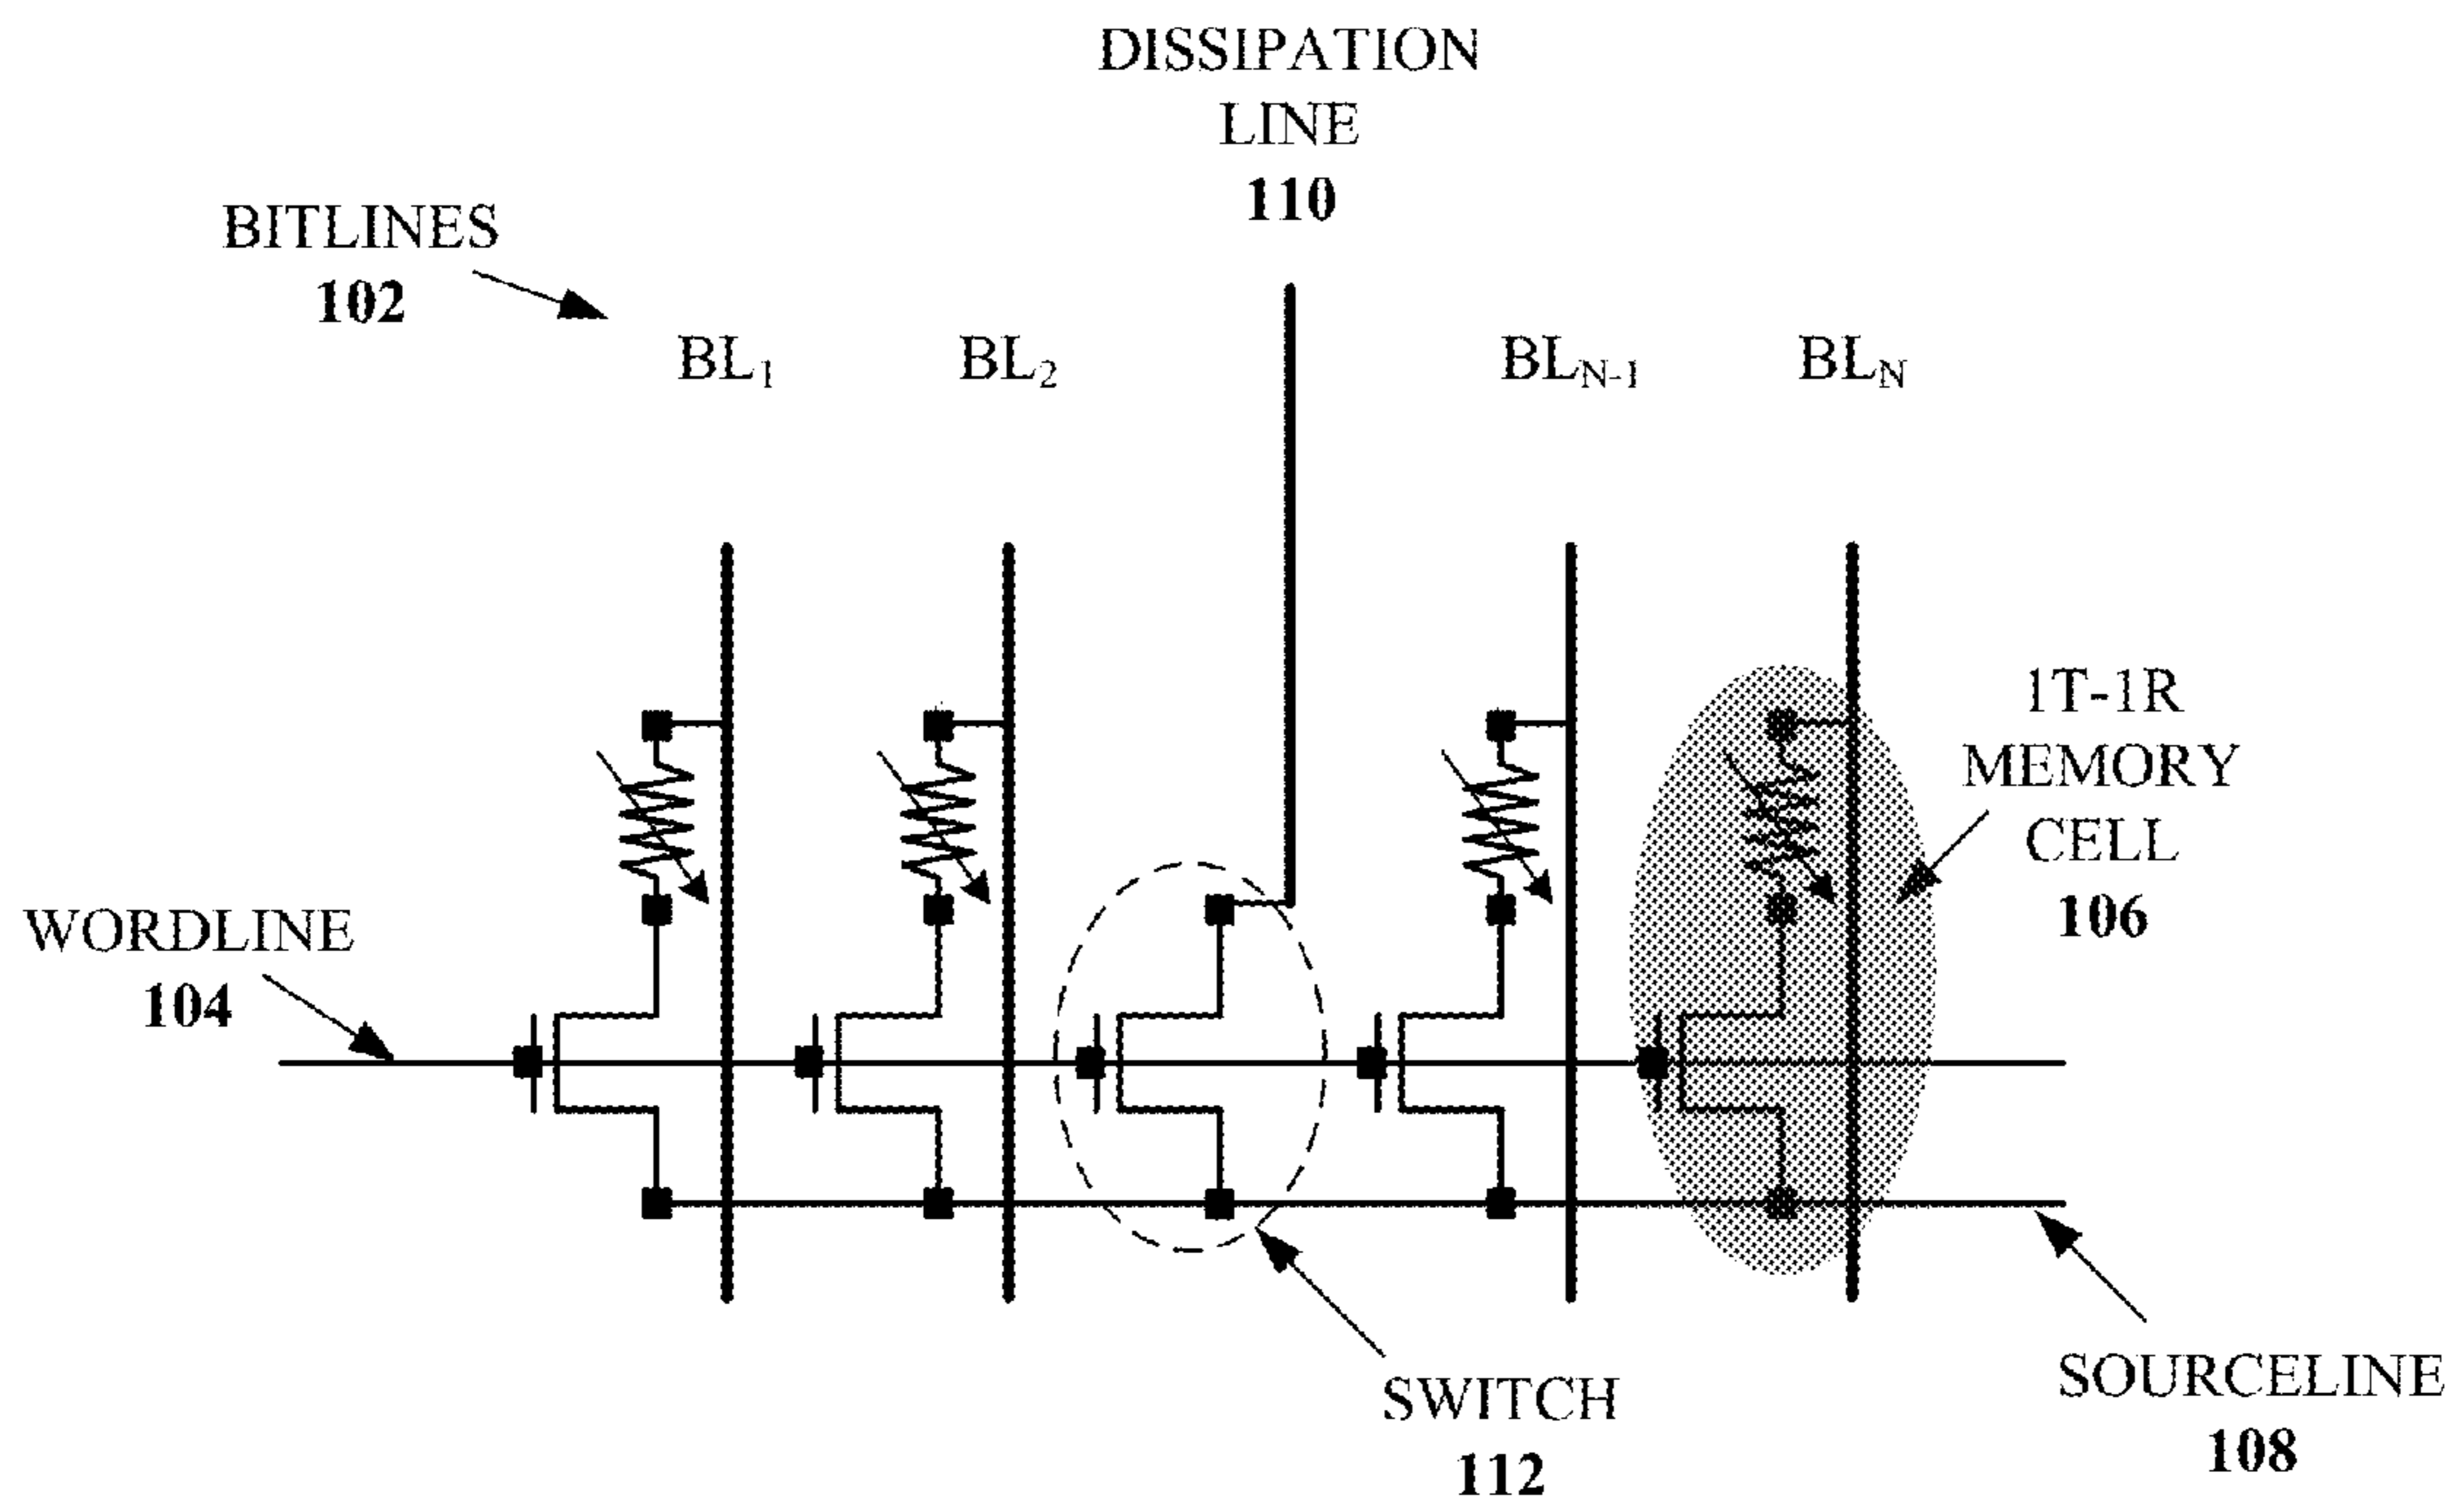 DISSIPATION
LINE
110
BITLINES
102
BL1
BL2
BLN-1
BLN
1T-1R
MEMORY
CELL
106
WORDLINE
104
SWITCH
112
SOURCELINE
108